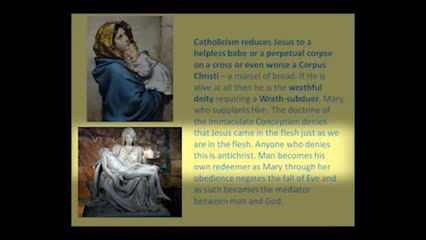 Catholicism reduces Jesus to a
helpless babe or a perpetual corpse
on a cross or even worse a Corpus
Christi – a morsel of bread. If He is
alive at all then he is the wrathful
deity requiring a Wrath-subduer, Mary,
who supplants Him. The doctrine of
the Immaculate Conception denies
that Jesus came in the flesh just as we
are in the flesh. Anyone who denies
this is antichrist. Man becomes his
own redeemer as Mary through her
obedience negates the fall of Eve and
as such becomes the mediator
between man and God.